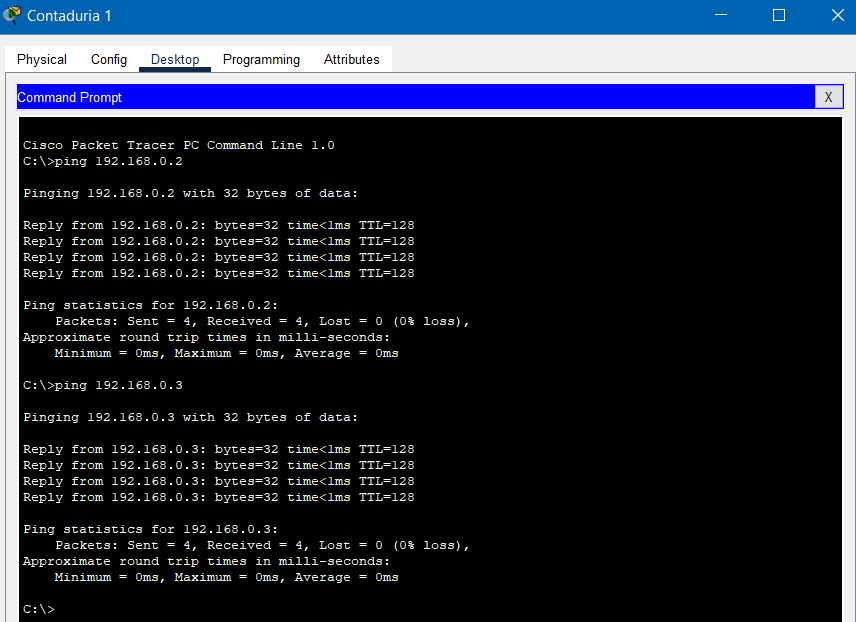 Contaduria 1
Physical Config Desktop Programming Attributes
Command Prompt X
Cisco Packet Tracer PC Command Line 1.0
C:\>ping 192.168.0.2
Pinging 192.168.0.2 with 32 bytes of data:
Reply from 192.168.0.2: bytes=32 time<1ms TTL=128
Reply from 192.168.0.2: bytes=32 time<1ms TTL=128
Reply from 192.168.0.2: bytes=32 time<1ms TTL=128
Reply from 192.168.0.2: bytes=32 time<1ms TTL=128
Ping statistics for 192.168.0.2:
Packets: Sent = 4, Received = 4, Lost = 0 (0% loss),
Approximate round trip times in milli-seconds:
Minimum = 0ms, Maximum = 0ms, Average = 0ms
C:\>ping 192.168.0.3
Pinging 192.168.0.3 with 32 bytes of data:
Reply from 192.168.0.3: bytes=32 time<1ms TTL=128
Reply from 192.168.0.3: bytes=32 time<1ms TTL=128
Reply from 192.168.0.3: bytes=32 time<1ms TTL=128
Reply from 192.168.0.3: bytes=32 time<1ms TTL=128
Ping statistics for 192.168.0.3:
Packets: Sent = 4, Received = 4, Lost = 0 (0% loss),
Approximate round trip times in milli-seconds:
Minimum = 0ms, Maximum = 0ms, Average = 0ms
C:\>